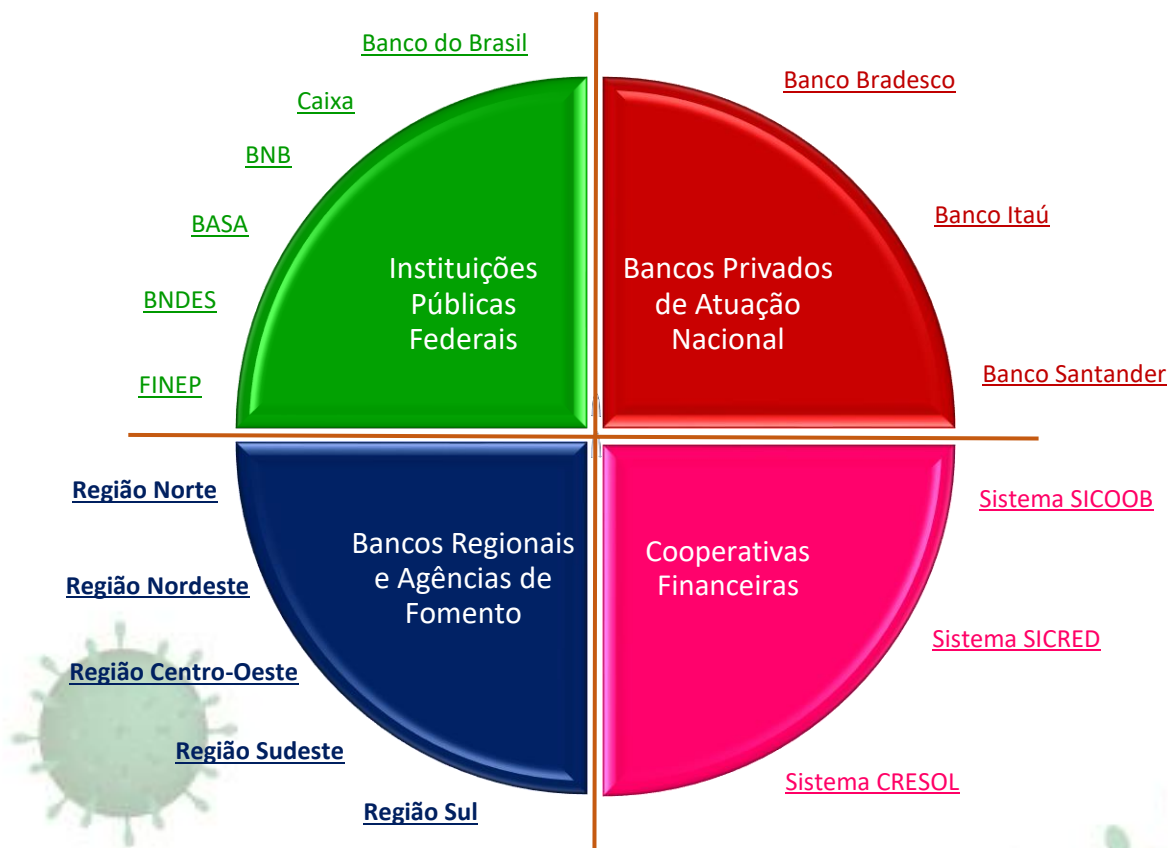 Banco do Brasil
Caixa
BNB
BASA
BNDES
FINEP
Instituições
Públicas
Federais
Banco Bradesco
Banco Itaú
Banco Santander
Bancos Privados
de Atuação
Nacional
Região Norte
Região Nordeste
Região Centro-Oeste
Região Sudeste
Região Sul
Bancos Regionais
e Agências de
Fomento
Sistema SICOOB
Sistema SICRED
Sistema CRESOL
Cooperativas
Financeiras